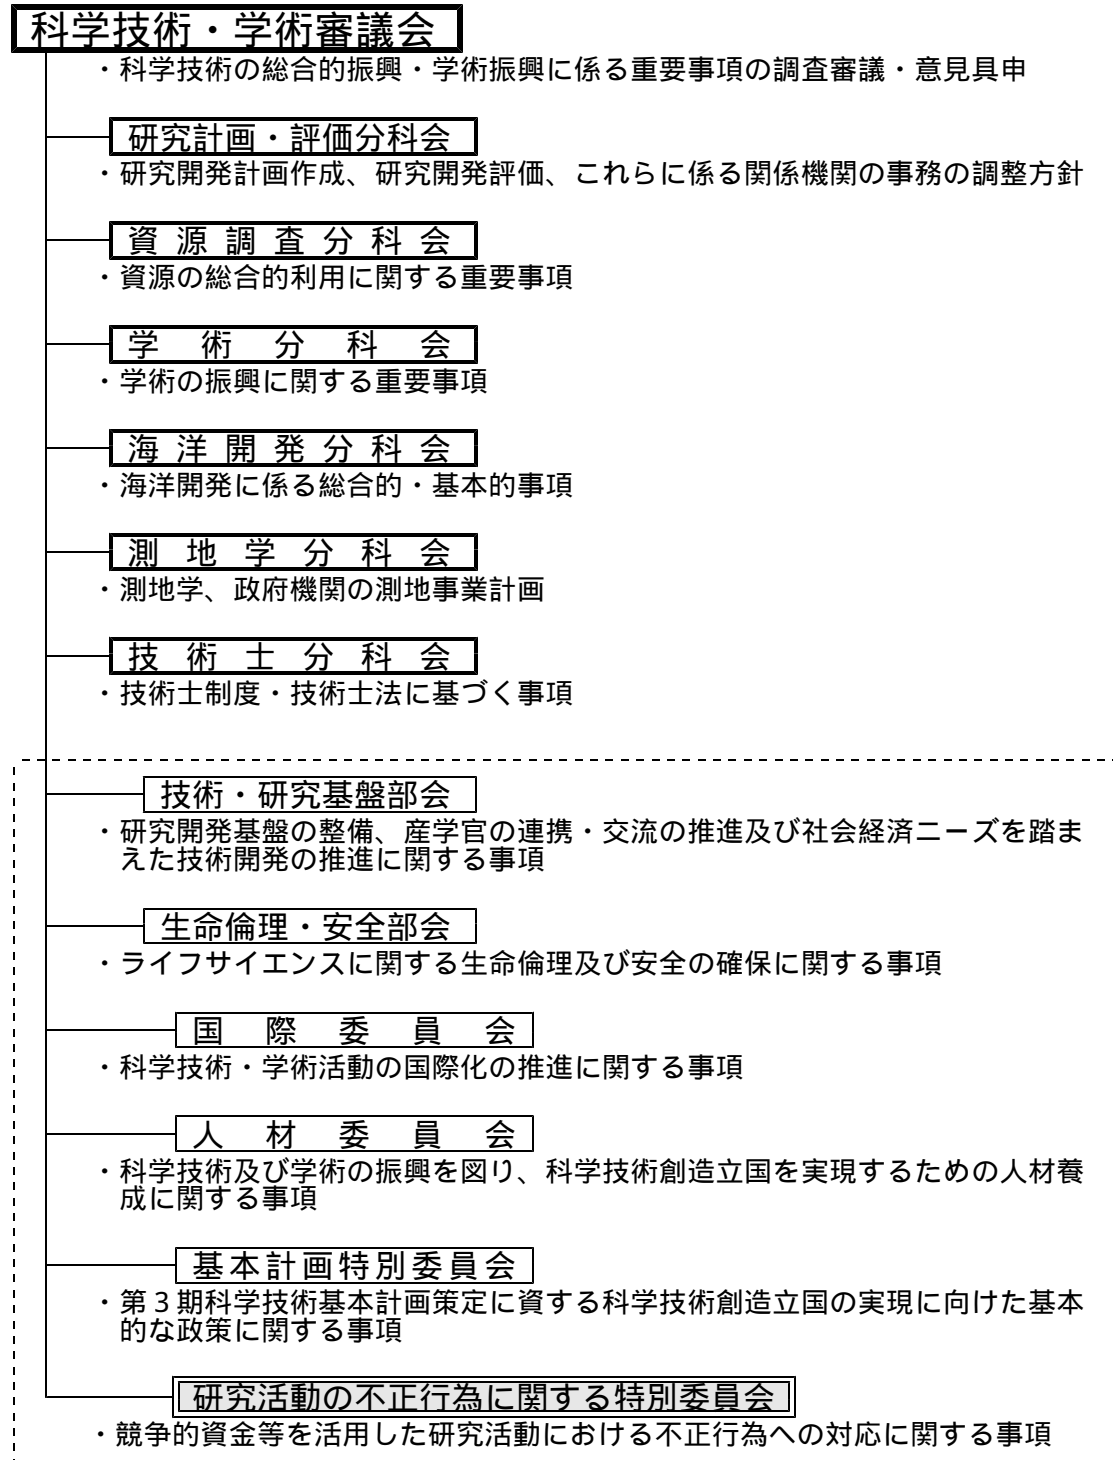 科学技術・学術審議会
・科学技術の総合的振興・学術振興に係る重要事項の調査審議・意見具申
研究計画・評価分科会
・研究開発計画作成、研究開発評価、これらに係る関係機関の事務の調整方針
資源調査分科会
・資源の総合的利用に関する重要事項
学術分科会
・学術の振興に関する重要事項
海洋開発分科会
・海洋開発に係る総合的・基本的事項
測地学分科会
・測地学、政府機関の測地事業計画
技術士分科会
・技術士制度・技術士法に基づく事項
技術・研究基盤部会
・研究開発基盤の整備、産学官の連携・交流の推進及び社会経済ニーズを踏ま
えた技術開発の推進に関する事項
生命倫理・安全部会
・ライフサイエンスに関する生命倫理及び安全の確保に関する事項
国際委員会
・科学技術・学術活動の国際化の推進に関する事項
人材委員会
・科学技術及び学術の振興を図り、科学技術創造立国を実現するための人材養
成に関する事項
基本計画特別委員会
・第３期科学技術基本計画策定に資する科学技術創造立国の実現に向けた基本
的な政策に関する事項
研究活動の不正行為に関する特別委員会
・競争的資金等を活用した研究活動における不正行為への対応に関する事項